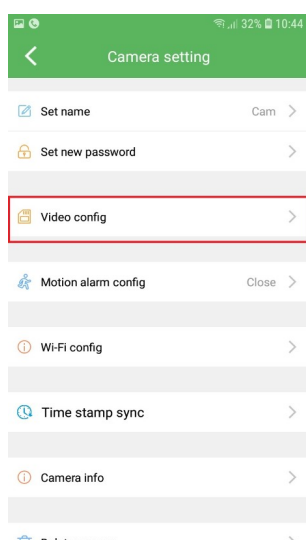 32% 10:44
Camera setting
Set name Cam
Set new password
Video config
Motion alarm config Close
Wi-Fi config
Time stamp sync
Camera info